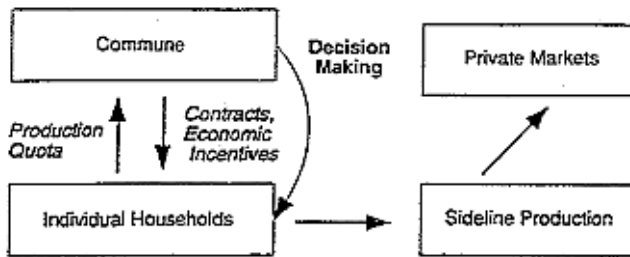 Commune
Decision
Making
Private Markets
Production
Quota
Contracts,
Economic
Incentives
Individual Households
Sideline Production